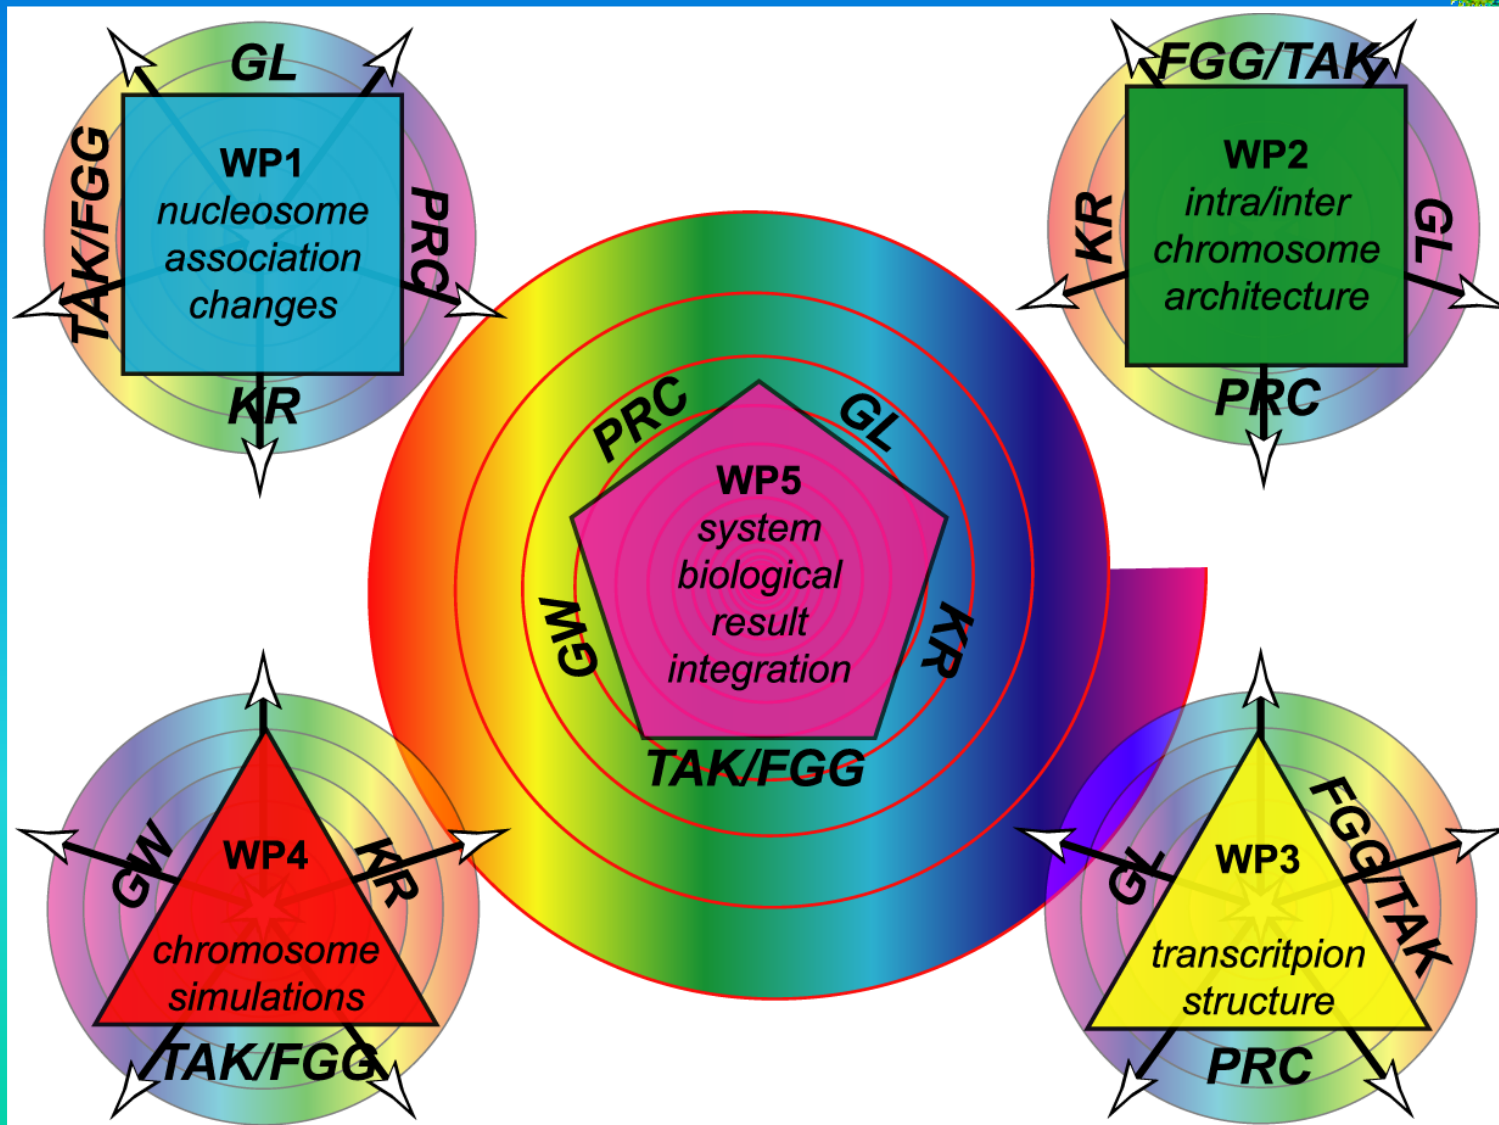 GL
TAK/FGG
WP1
nucleosome
association
changes
PRC
KR
FGG/TAK
KR
WP2
intra/inter
chromosome
architecture
GL
PRC
PRC
GL
WP5
system
biological
result
integration
GW
KR
TAK/FGG
GW
WP4
KR
chromosome
simulations
TAK/FGG
GL
WP3
FGG/TAK
transcritpion
structure
PRC